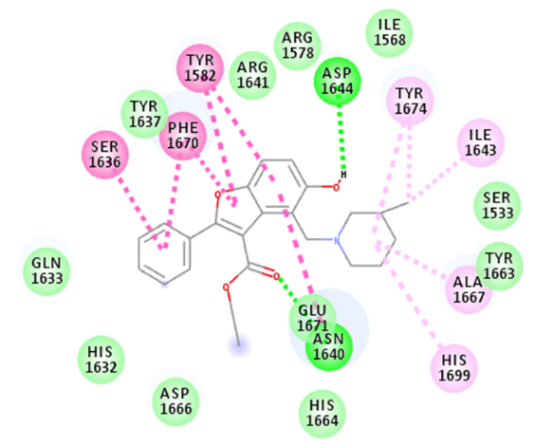 ILE
1568
ARG
1578
TYR
1582
ARG
1641
ASP
1644
TYR
1674
TYR
1637
PHE
1670
ILE
1643
SER
1636
H
O
O
SER
1533
N
TYR
1663
GLN
1633
O
O
ALA
1667
GLU
1671
ASN
1640
HIS
1632
HIS
1699
ASP
1666
HIS
1664